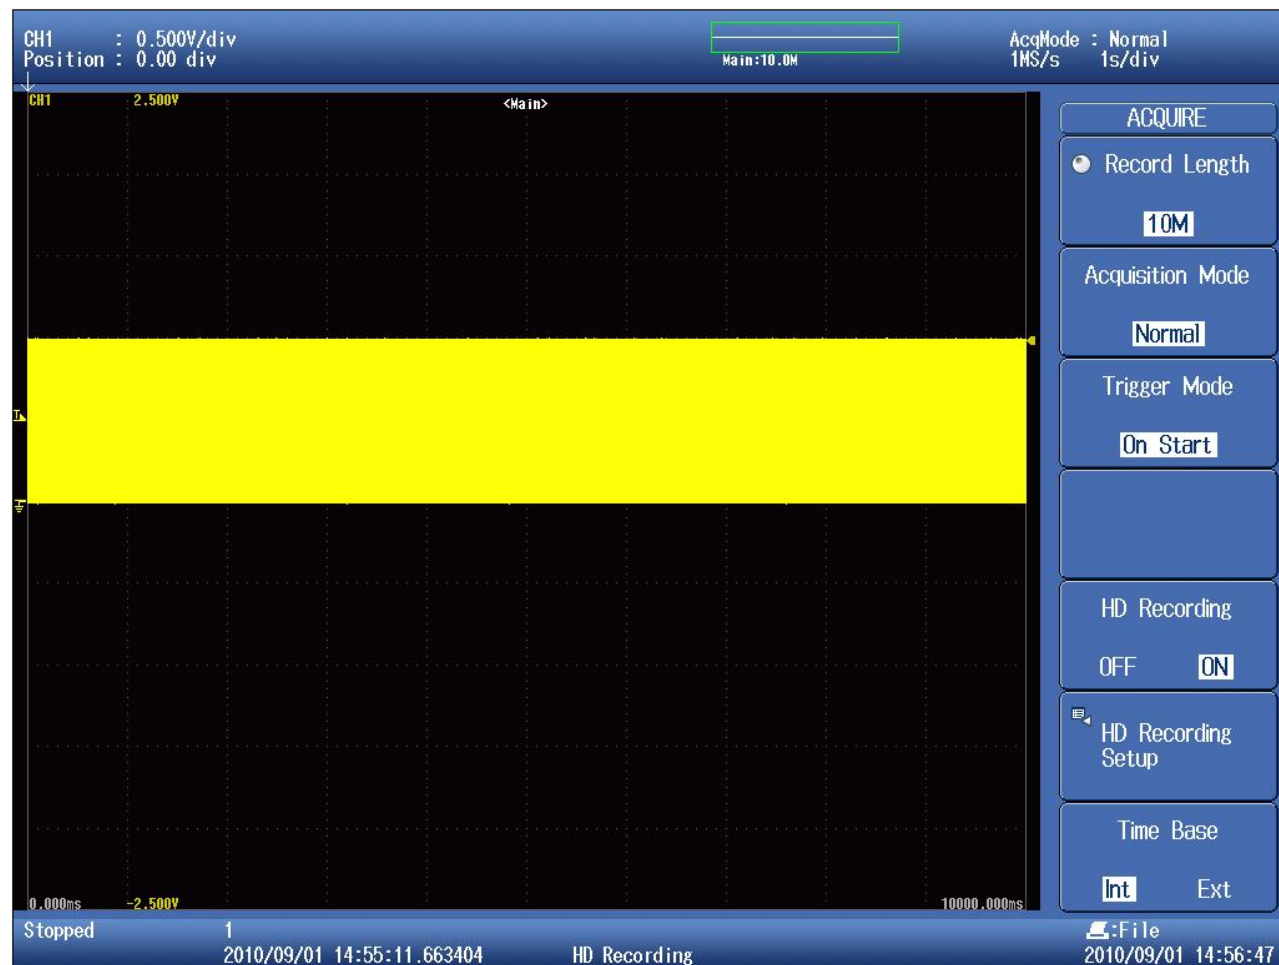 CH1 : 0.500V/div
Position : 0.00 div
Main:10.0M
AcqMode : Normal
1MS/s 1s/div
CH1 2.500V
<Main>
T
0.000ms -2.500V
10000.000ms
ACQUIRE
Record Length
10M
Acquisition Mode
Normal
Trigger Mode
On Start
HD Recording
OFF ON
HD Recording
Setup
Time Base
Int Ext
Stopped 1
2010/09/01 14:55:11.663404 HD Recording
:File
2010/09/01 14:56:47